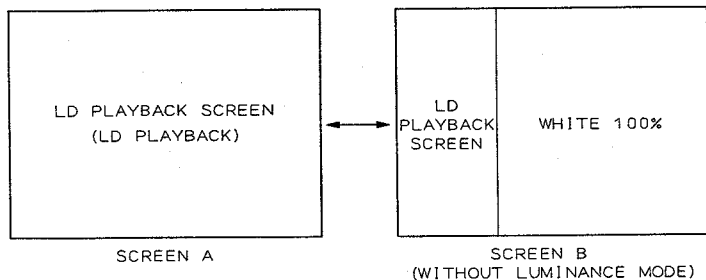 LD PLAYBACK SCREEN
(LD PLAYBACK)
LD
PLAYBACK
SCREEN
WHITE 100%
SCREEN A
SCREEN B
(WITHOUT LUMINANCE MODE)